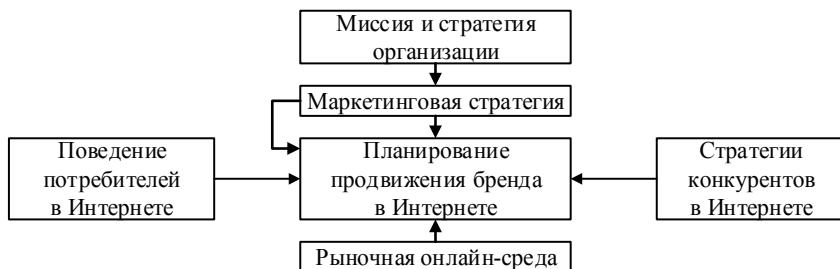 Миссия и стратегия
организации
Маркетинговая стратегия
Поведение
потребителей
в Интернете
Планирование
продвижения бренда
в Интернете
Стратегии
конкурентов
в Интернете
Рыночная онлайн-среда